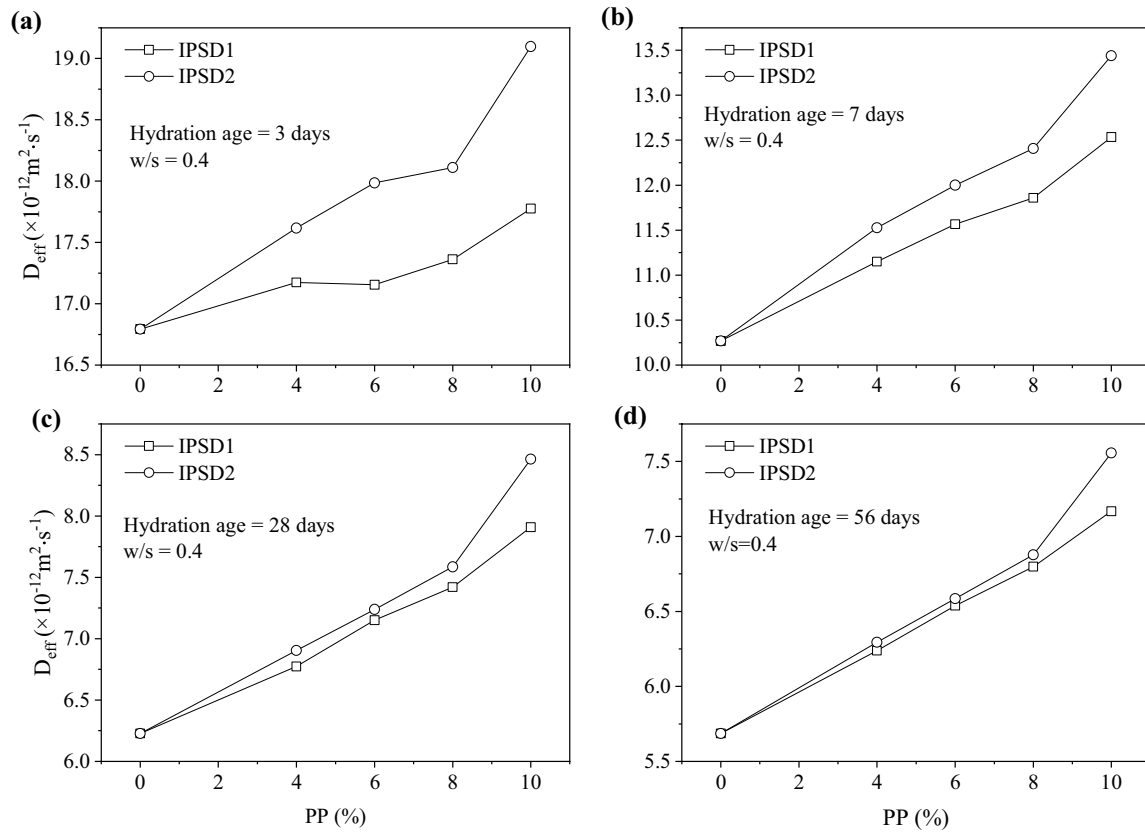 (a)
IPSD1
IPSD2
Hydration age = 3 days
w/s = 0.4
19.0
18.5
18.0
17.5
17.0
16.5
0 2 4 6 8 10
D_eff (×10⁻¹² m²·s⁻¹)
(b)
IPSD1
IPSD2
Hydration age = 7 days
w/s = 0.4
13.5
13.0
12.5
12.0
11.5
11.0
10.5
10.0
0 2 4 6 8 10
(c)
IPSD1
IPSD2
Hydration age = 28 days
w/s = 0.4
8.5
8.0
7.5
7.0
6.5
6.0
0 2 4 6 8 10
D_eff (×10⁻¹² m²·s⁻¹)
PP (%)
(d)
IPSD1
IPSD2
Hydration age = 56 days
w/s=0.4
7.5
7.0
6.5
6.0
5.5
0 2 4 6 8 10
PP (%)